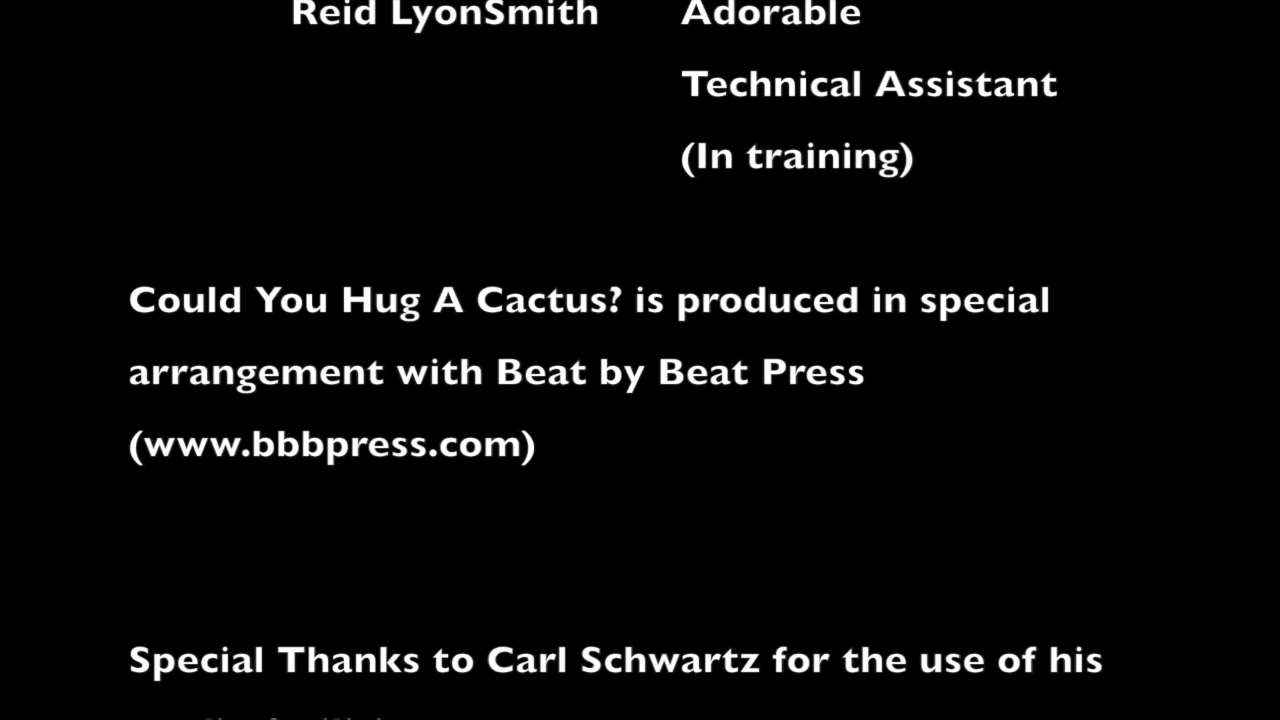 Reid LyonSmith Adorable
Technical Assistant
(In training)
Could You Hug A Cactus? is produced in special
arrangement with Beat by Beat Press
(www.bbbpress.com)
Special Thanks to Carl Schwartz for the use of his